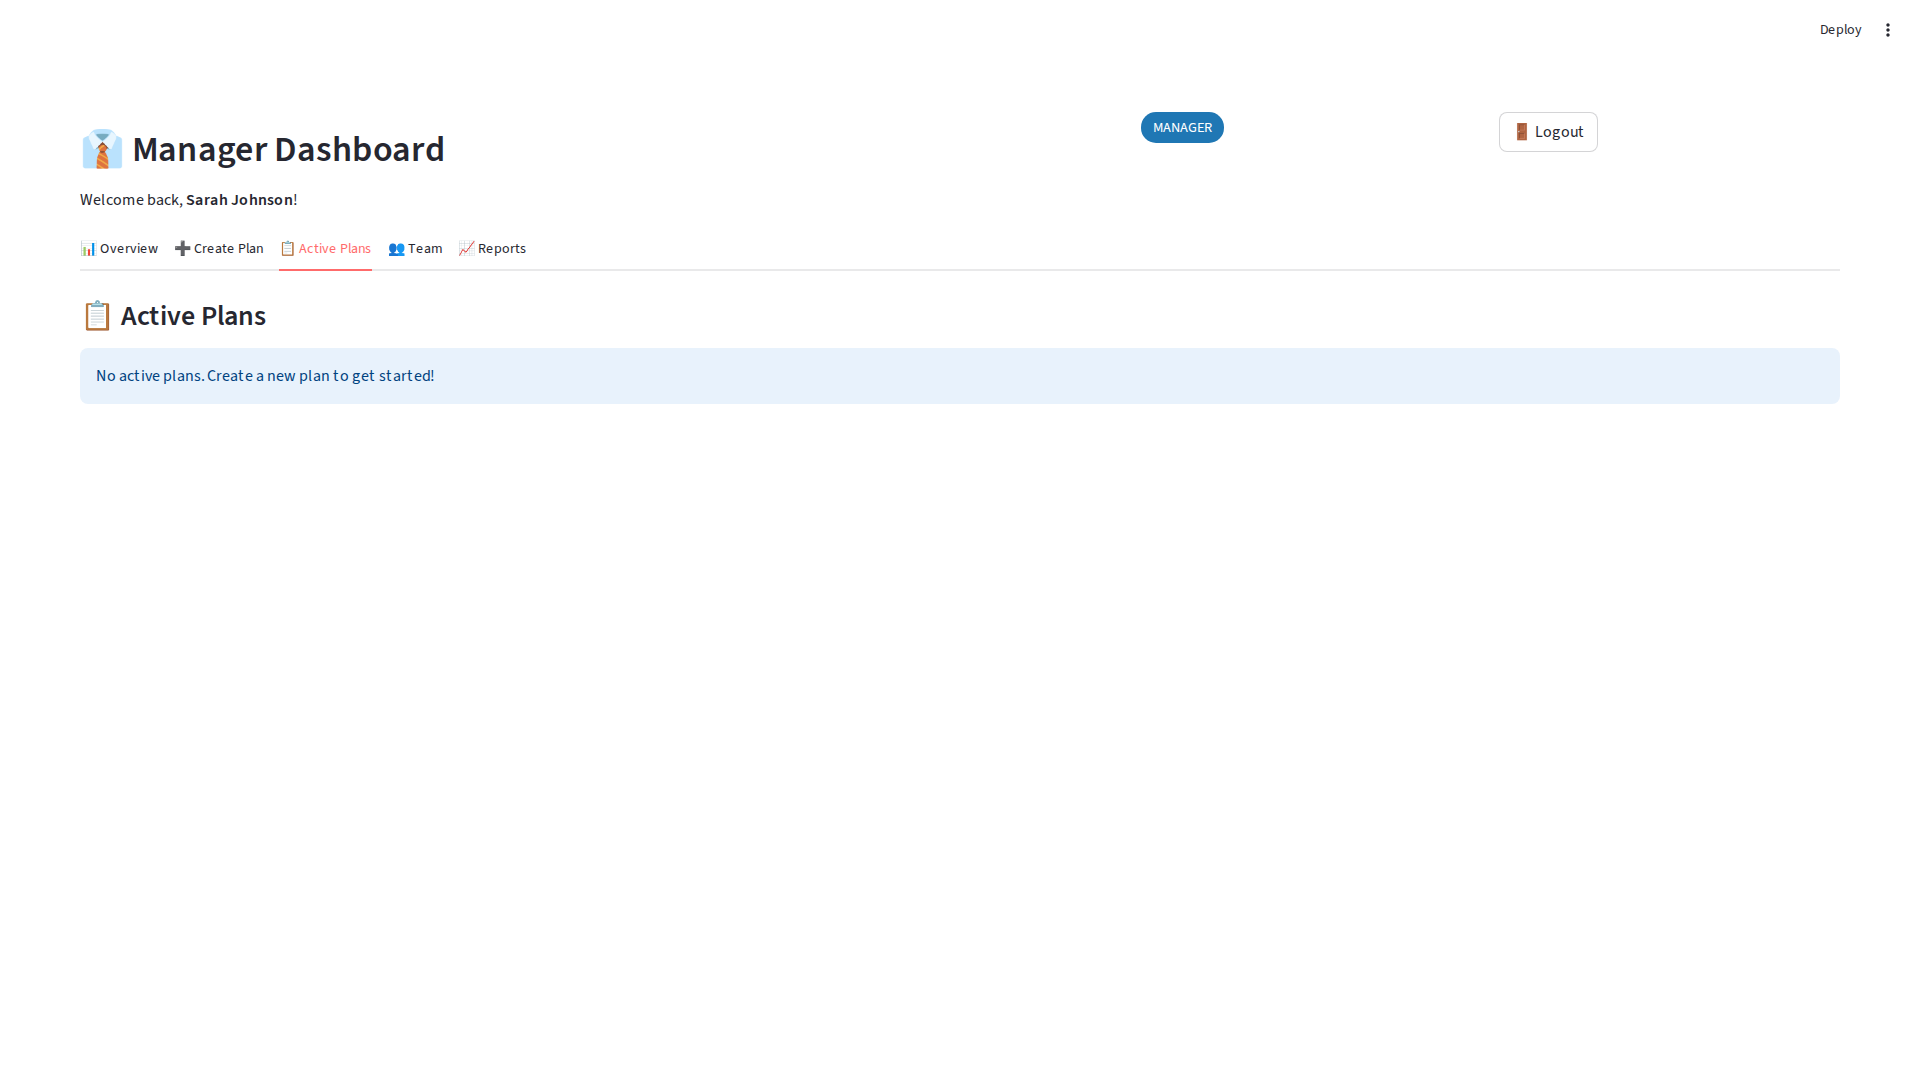 Deploy
Manager Dashboard
MANAGER
Logout
Welcome back, Sarah Johnson!
Overview
Create Plan
Active Plans
Team
Reports
Active Plans
No active plans. Create a new plan to get started!